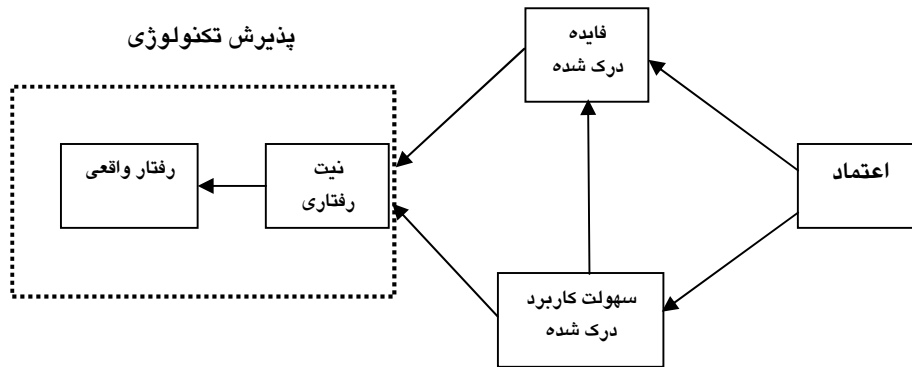 پذیرش تکنولوژی
فایده
درک شده
اعتماد
نیت
رفتاری
رفتار واقعی
سهولت کاربرد
درک شده